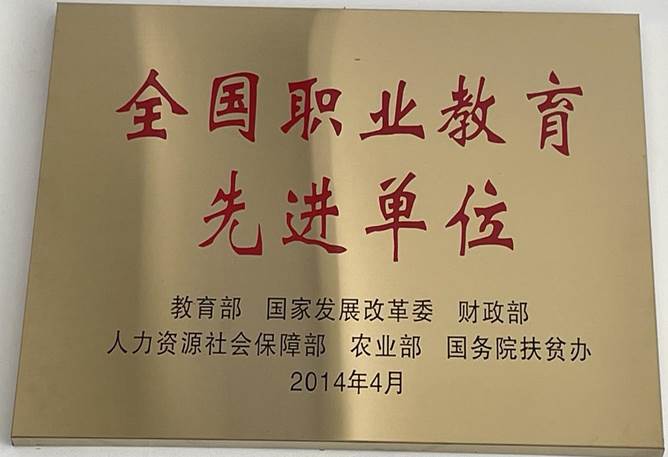 全国职业教育
先进单位
教育部 国家发展改革委 财政部
人力资源社会保障部 农业部 国务院扶贫办
2014年4月